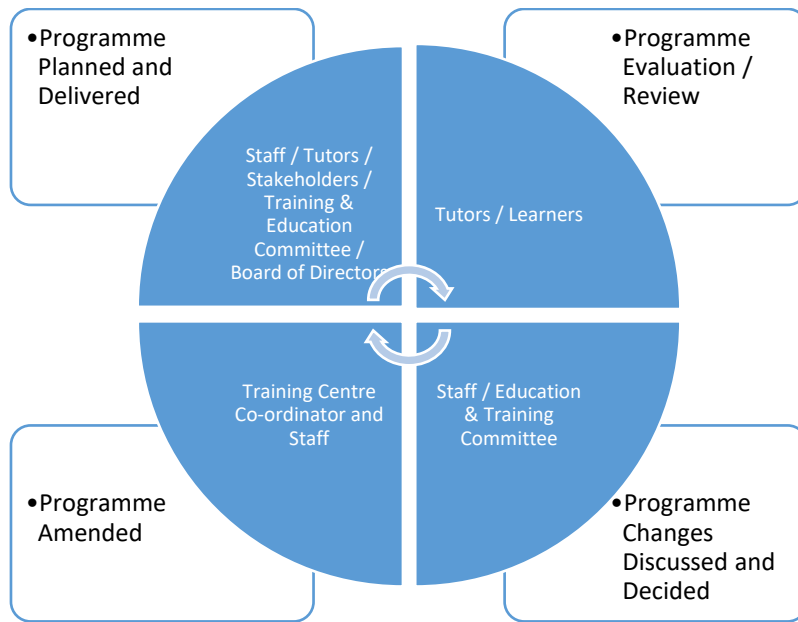 •Programme
Planned and
Delivered
•Programme
Evaluation /
Review
Staff / Tutors /
Stakeholders /
Training &
Education
Committee /
Board of Directors
Tutors / Learners
Training Centre
Co-ordinator and
Staff
Staff / Education
& Training
Committee
•Programme
Amended
•Programme
Changes
Discussed and
Decided